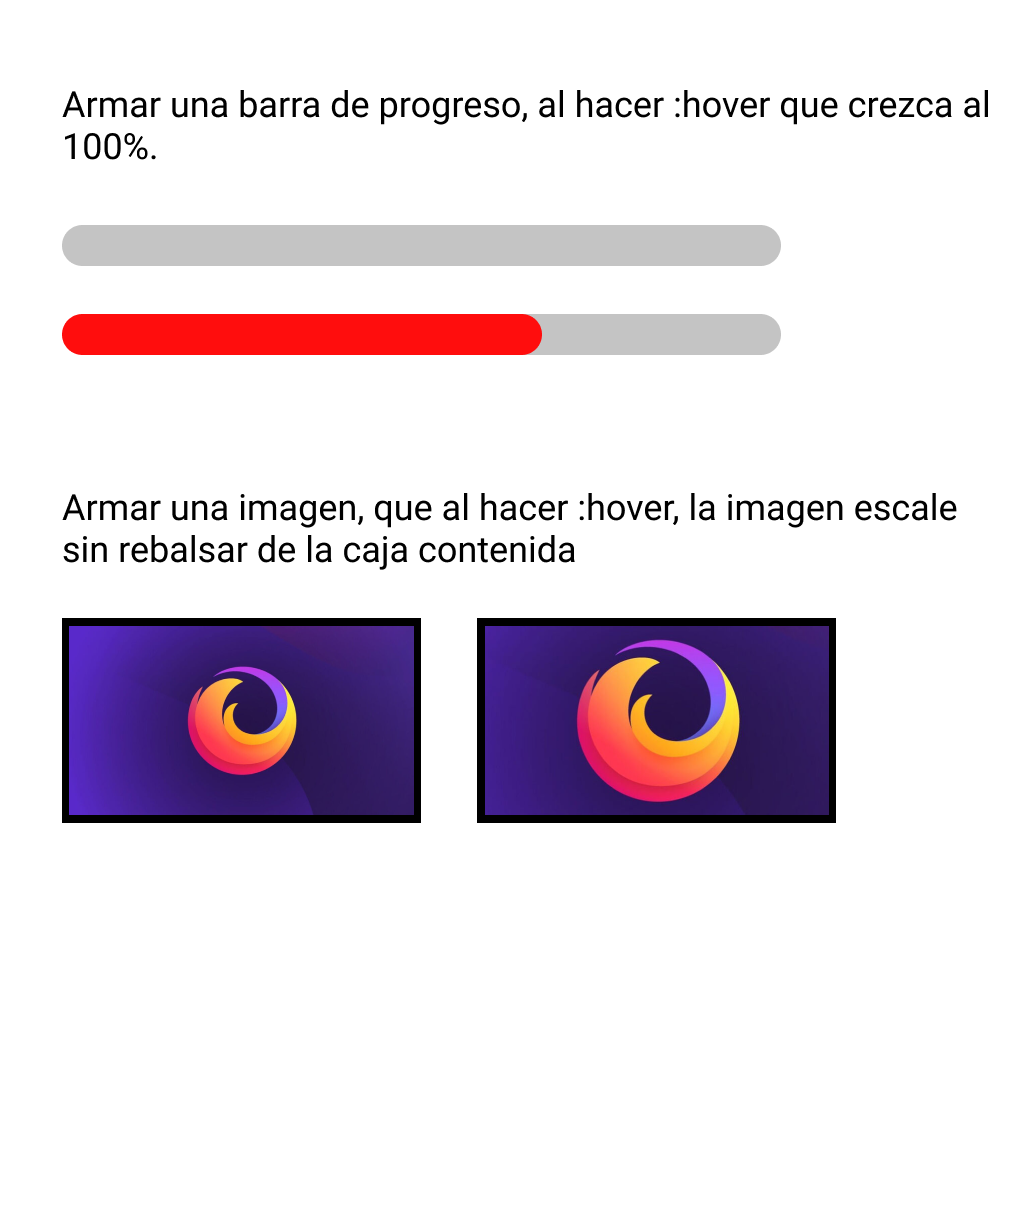 Armar una barra de progreso, al hacer :hover que crezca al
100%.
Armar una imagen, que al hacer :hover, la imagen escale
sin rebalsar de la caja contenida